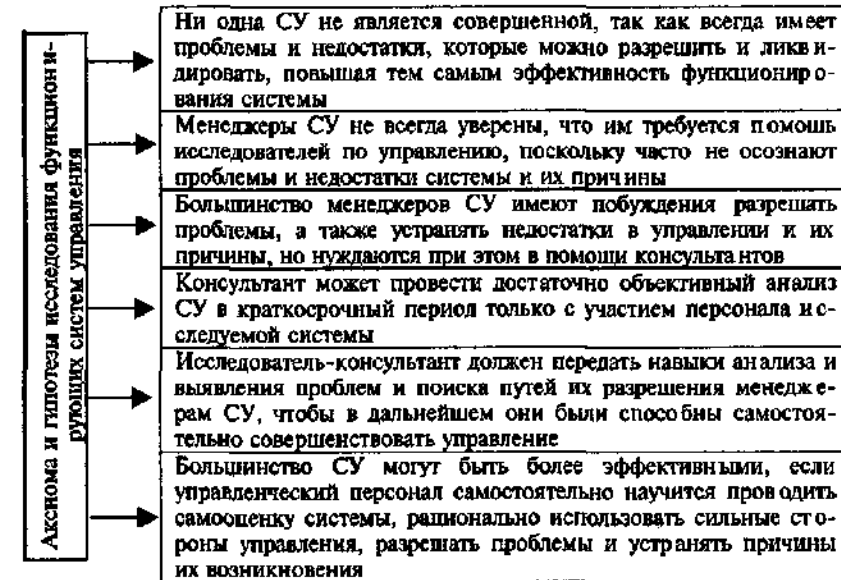 Аксиома и гипотезы исследования функциони-
рующих систем управления
Ни одна СУ не является совершенной, так как всегда имеет
проблемы и недостатки, которые можно разрешить и ликви-
дировать, повышая тем самым эффективность функциониро-
вания системы
Менеджеры СУ не всегда уверены, что им требуется помощь
исследователей по управлению, поскольку часто не осознают
проблемы и недостатки системы и их причины
Большинство менеджеров СУ имеют побуждения разрешать
проблемы, а также устранять недостатки в управлении и их
причины, но нуждаются при этом в помощи консультантов
Консультант может провести достаточно объективный анализ
СУ в краткосрочный период только с участием персонала ис-
следуемой системы
Исследователь-консультант должен передать навыки анализа и
выявления проблем и поиска путей их разрешения менедже-
рам СУ, чтобы в дальнейшем они были способны самостоя-
тельно совершенствовать управление
Большинство СУ могут быть более эффективными, если
управленческий персонал самостоятельно научится проводить
самооценку системы, рационально использовать сильные сто-
роны управления, разрешать проблемы и устранять причины
их возникновения